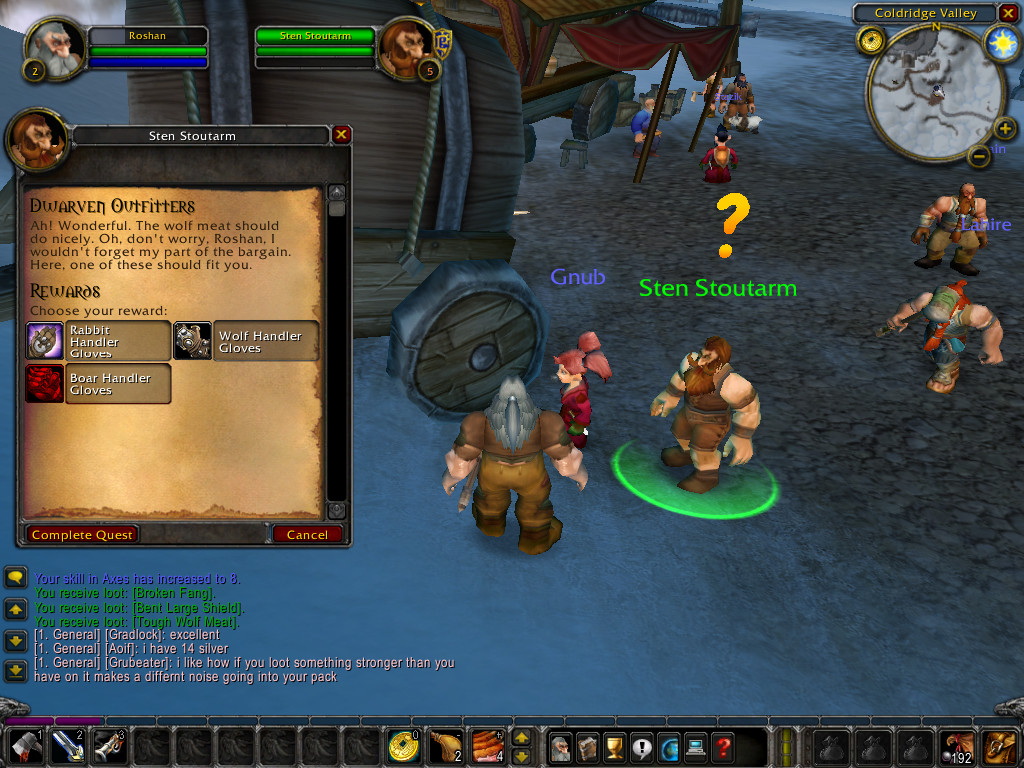 Roshan
2
Sten Stoutarm
5
Coldridge Valley
N
Sten Stoutarm
Dwarven Outfitters
Ah! Wonderful. The wolf meat should
do nicely. Oh, don't worry, Roshan, I
wouldn't forget my part of the bargain.
Here, one of these should fit you.
Rewards
Choose your reward:
Rabbit
Handler
Gloves
Wolf Handler
Gloves
Boar Handler
Gloves
Complete Quest
Cancel
Gnub
Sten Stoutarm
?
Your skill in Axes has increased to 8.
You receive loot: [Broken Fang].
You receive loot: [Bent Large Shield].
You receive loot: [Tough Wolf Meat].
[1. General] [Gradlock]: excellent
[1. General] [Aoif]: i have 14 silver
[1. General] [Grubeater]: i like how if you loot something stronger than you
have on it makes a differnt noise going into your pack
1
2
3
0
2
4
192